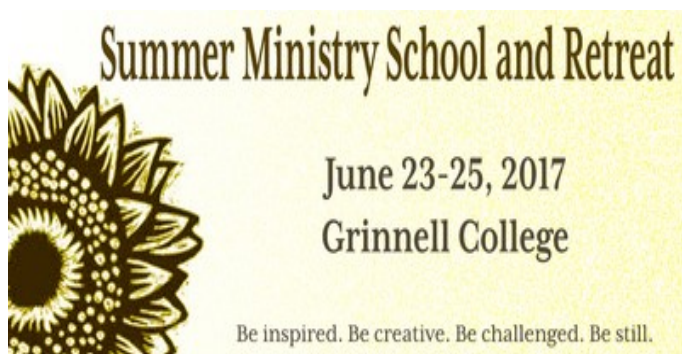 Summer Ministry School and Retreat
June 23-25, 2017
Grinnell College
Be inspired. Be creative. Be challenged. Be still.